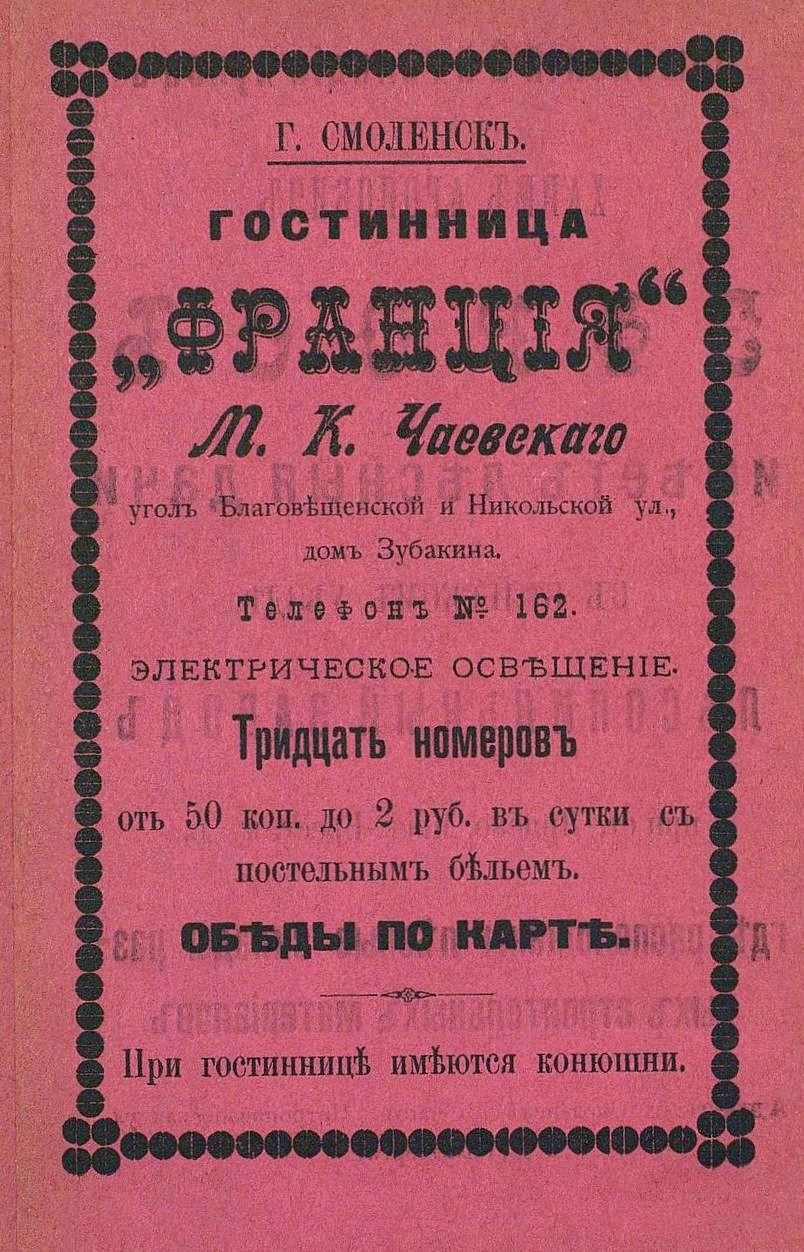 Г. СМОЛЕНСКЪ.
ГОСТИННИЦА
„ФРАНЦІЯ“
М. К. Чаевскаго
уголъ Благовѣщенской и Никольской ул.,
домъ Зубакина.
Телефонъ № 162.
ЭЛЕКТРИЧЕСКОЕ ОСВѢЩЕНІЕ.
Тридцать номеровъ
отъ 50 коп. до 2 руб. въ сутки съ
постельнымъ бѣльемъ.
ОБѢДЫ ПО КАРТѢ.
При гостинницѣ имѣются конюшни.